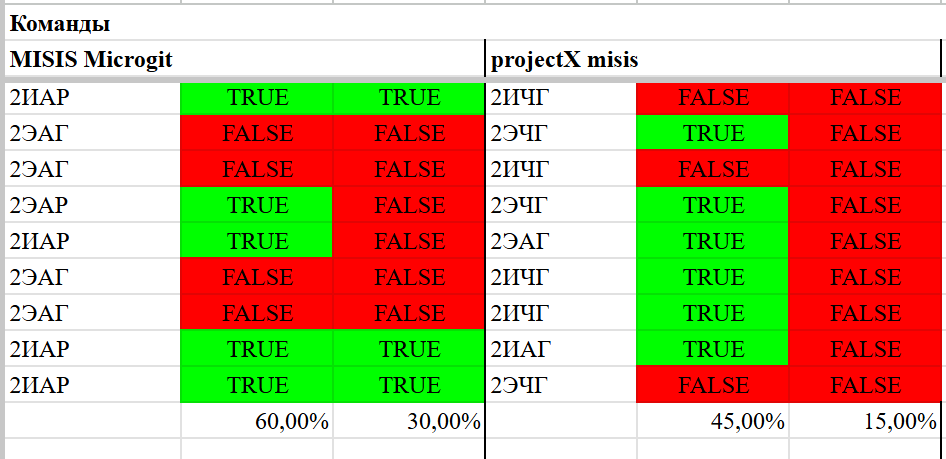 Команды
MISIS Microgit projectX misis
2ИАР TRUE TRUE 2ИЧГ FALSE FALSE
2ЭАГ FALSE FALSE 2ЭЧГ TRUE FALSE
2ЭАГ FALSE FALSE 2ИЧГ FALSE FALSE
2ЭАР TRUE FALSE 2ЭЧГ TRUE FALSE
2ИАР TRUE FALSE 2ЭАГ TRUE FALSE
2ЭАГ FALSE FALSE 2ИЧГ TRUE FALSE
2ЭАГ FALSE FALSE 2ИЧГ TRUE FALSE
2ИАР TRUE TRUE 2ИАГ TRUE FALSE
2ИАР TRUE TRUE 2ЭЧГ FALSE FALSE
60,00% 30,00% 45,00% 15,00%